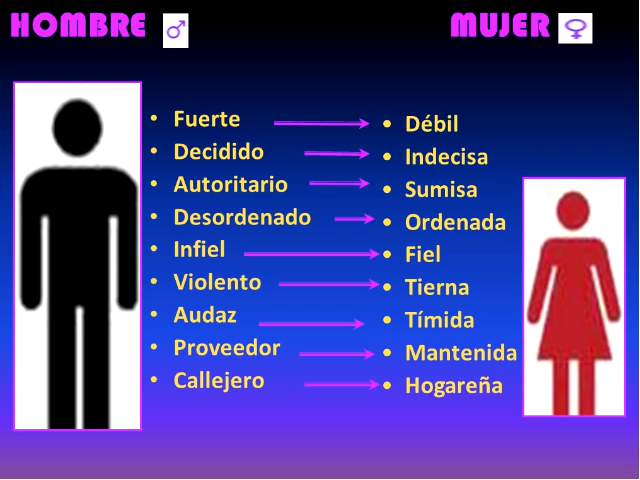 HOMBRE ♂
MUJER ♀
• Fuerte
• Decidido
• Autoritario
• Desordenado
• Infiel
• Violento
• Audaz
• Proveedor
• Callejero
• Débil
• Indecisa
• Sumisa
• Ordenada
• Fiel
• Tierna
• Tímida
• Mantenida
• Hogareña